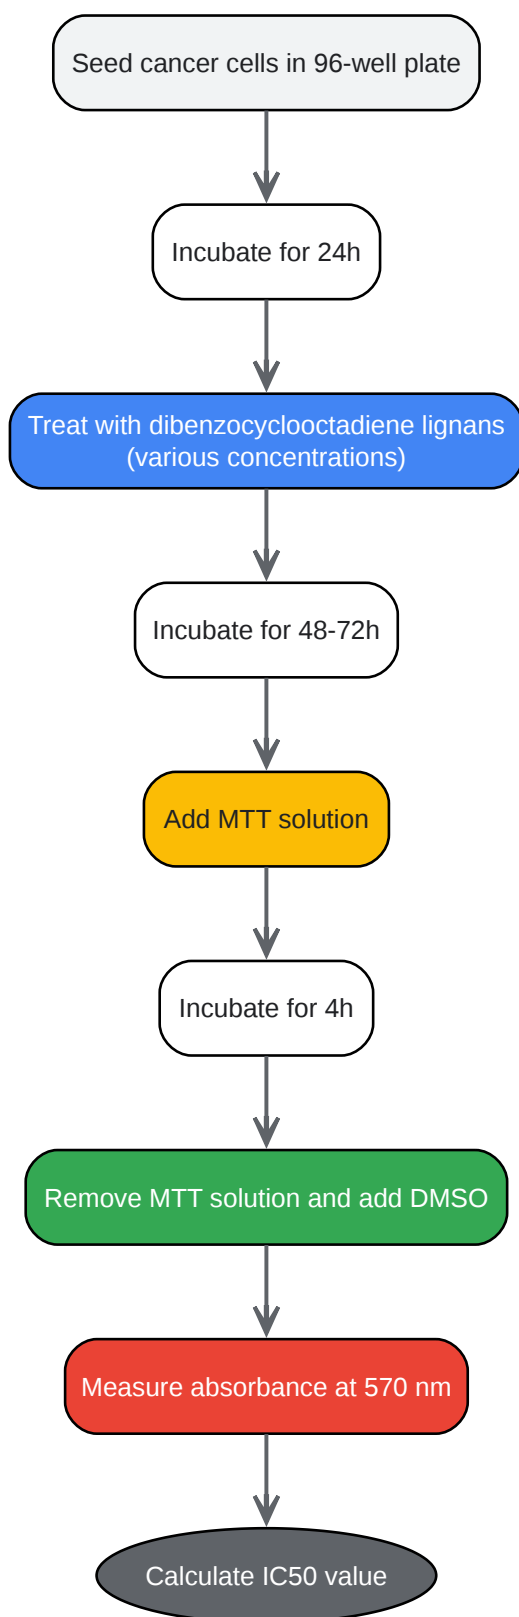 Seed cancer cells in 96-well plate
Incubate for 24h
Treat with dibenzocyclooctadiene lignans
(various concentrations)
Incubate for 48-72h
Add MTT solution
Incubate for 4h
Remove MTT solution and add DMSO
Measure absorbance at 570 nm
Calculate IC50 value